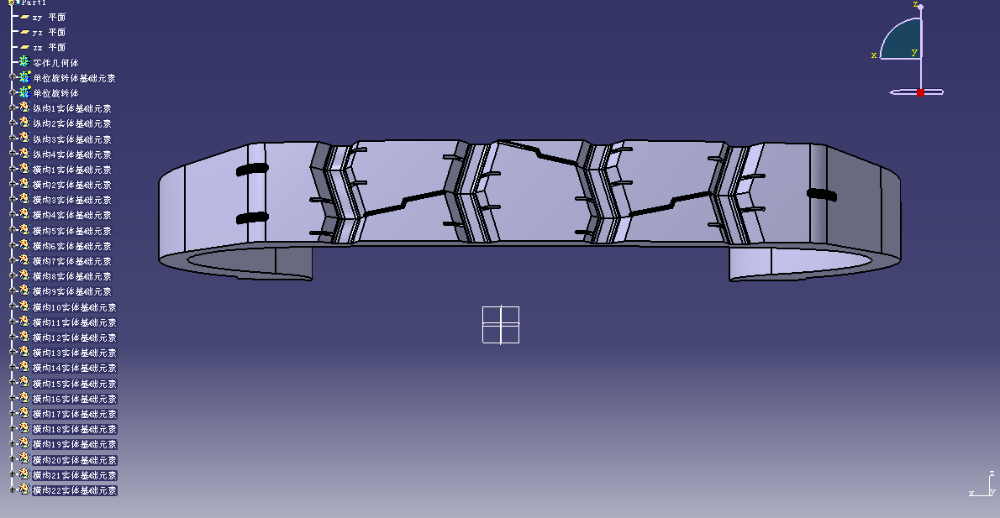 Part1
xy 平面
yz 平面
zx 平面
零件几何体
单位旋转体基础元素
单位旋转体
纵沟1实体基础元素
纵沟2实体基础元素
纵沟3实体基础元素
纵沟4实体基础元素
横沟1实体基础元素
横沟2实体基础元素
横沟3实体基础元素
横沟4实体基础元素
横沟5实体基础元素
横沟6实体基础元素
横沟7实体基础元素
横沟8实体基础元素
横沟9实体基础元素
横沟10实体基础元素
横沟11实体基础元素
横沟12实体基础元素
横沟13实体基础元素
横沟14实体基础元素
横沟15实体基础元素
横沟16实体基础元素
横沟17实体基础元素
横沟18实体基础元素
横沟19实体基础元素
横沟20实体基础元素
横沟21实体基础元素
横沟22实体基础元素
z
x
y
z
x
y